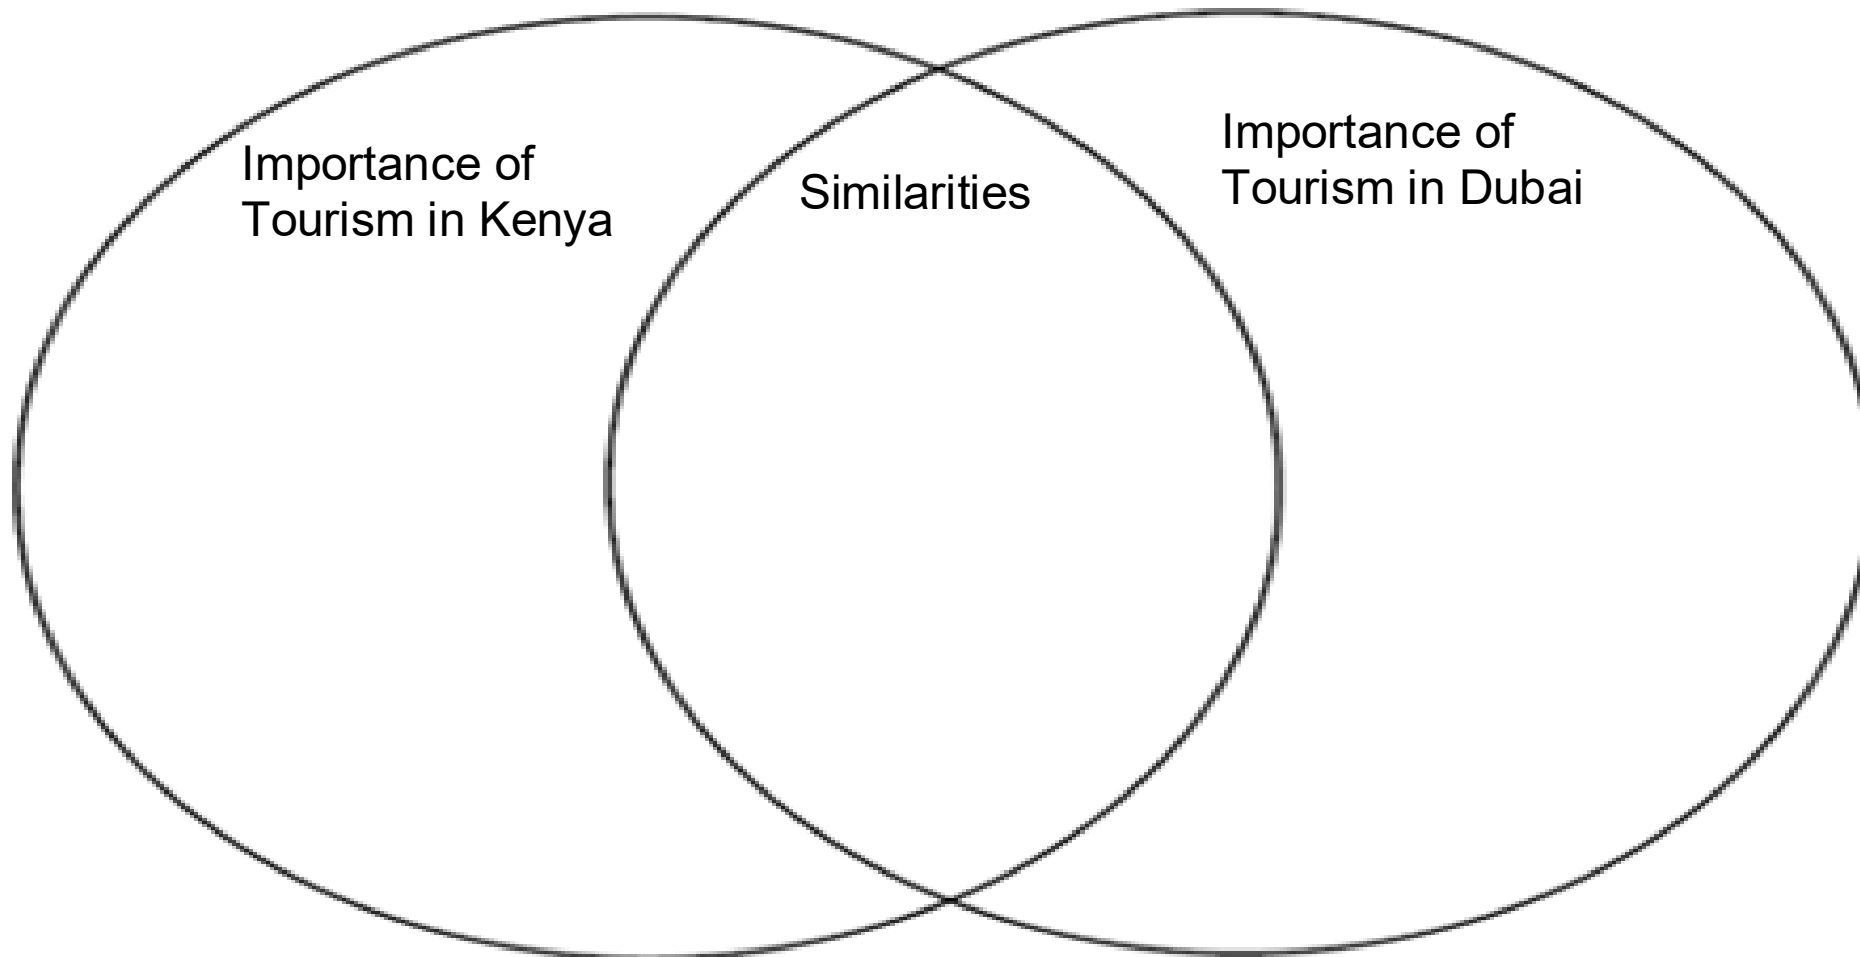 Importance of
Tourism in Kenya
Similarities
Importance of
Tourism in Dubai